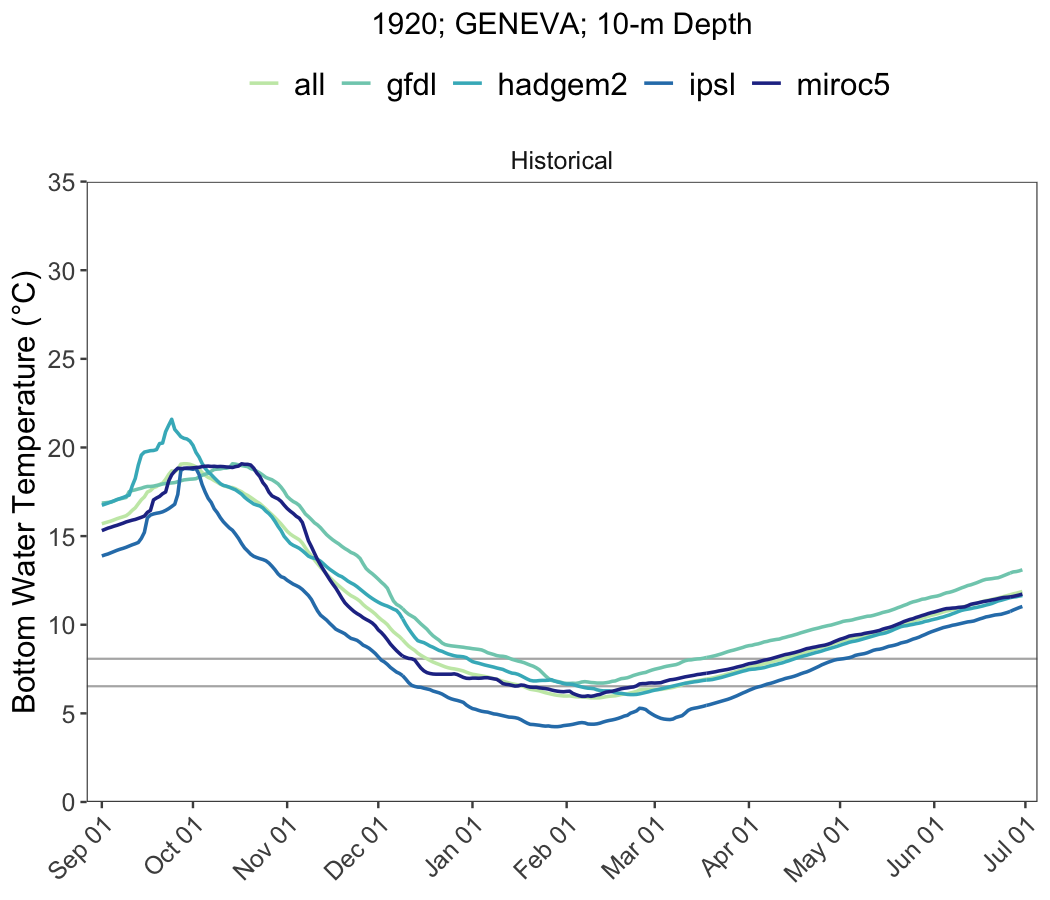 1920; GENEVA; 10-m Depth
all gfdl hadgem2 ipsl miroc5
Historical
Bottom Water Temperature (°C)
35
30
25
20
15
10
5
0
Sep 01 Oct 01 Nov 01 Dec 01 Jan 01 Feb 01 Mar 01 Apr 01 May 01 Jun 01 Jul 01